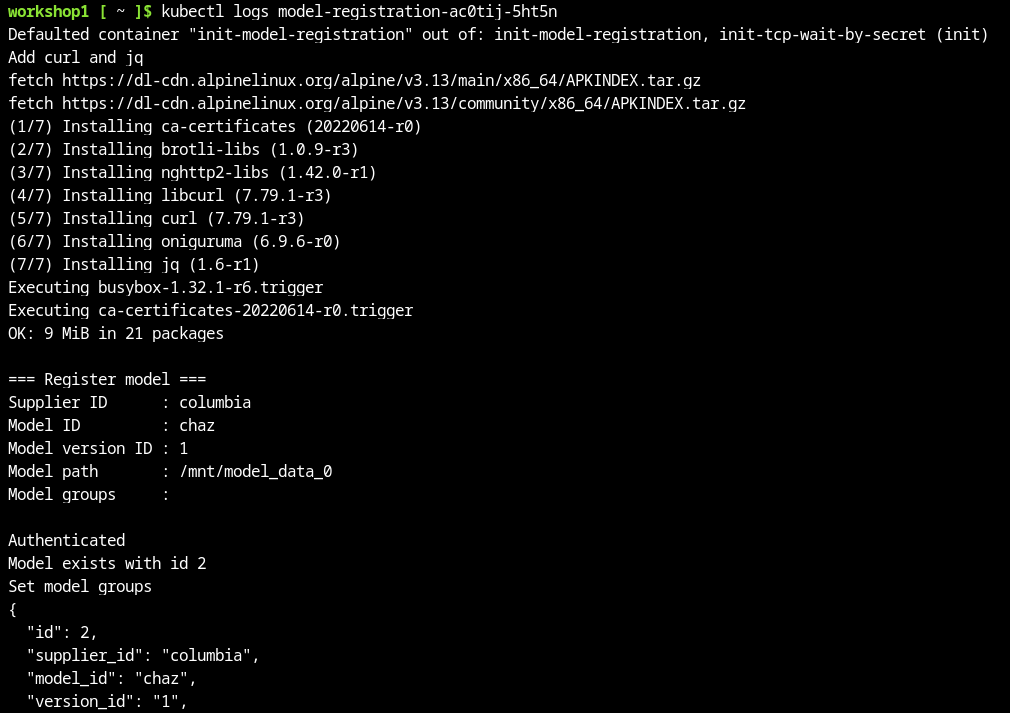 workshop1 [ ~ ]$ kubectl logs model-registration-ac0tij-5ht5n
Defaulted container "init-model-registration" out of: init-model-registration, init-tcp-wait-by-secret (init)
Add curl and jq
fetch https://dl-cdn.alpinelinux.org/alpine/v3.13/main/x86_64/APKINDEX.tar.gz
fetch https://dl-cdn.alpinelinux.org/alpine/v3.13/community/x86_64/APKINDEX.tar.gz
(1/7) Installing ca-certificates (20220614-r0)
(2/7) Installing brotli-libs (1.0.9-r3)
(3/7) Installing nghttp2-libs (1.42.0-r1)
(4/7) Installing libcurl (7.79.1-r3)
(5/7) Installing curl (7.79.1-r3)
(6/7) Installing oniguruma (6.9.6-r0)
(7/7) Installing jq (1.6-r1)
Executing busybox-1.32.1-r6.trigger
Executing ca-certificates-20220614-r0.trigger
OK: 9 MiB in 21 packages

=== Register model ===
Supplier ID      : columbia
Model ID         : chaz
Model version ID : 1
Model path       : /mnt/model_data_0
Model groups     :

Authenticated
Model exists with id 2
Set model groups
{
  "id": 2,
  "supplier_id": "columbia",
  "model_id": "chaz",
  "version_id": "1",